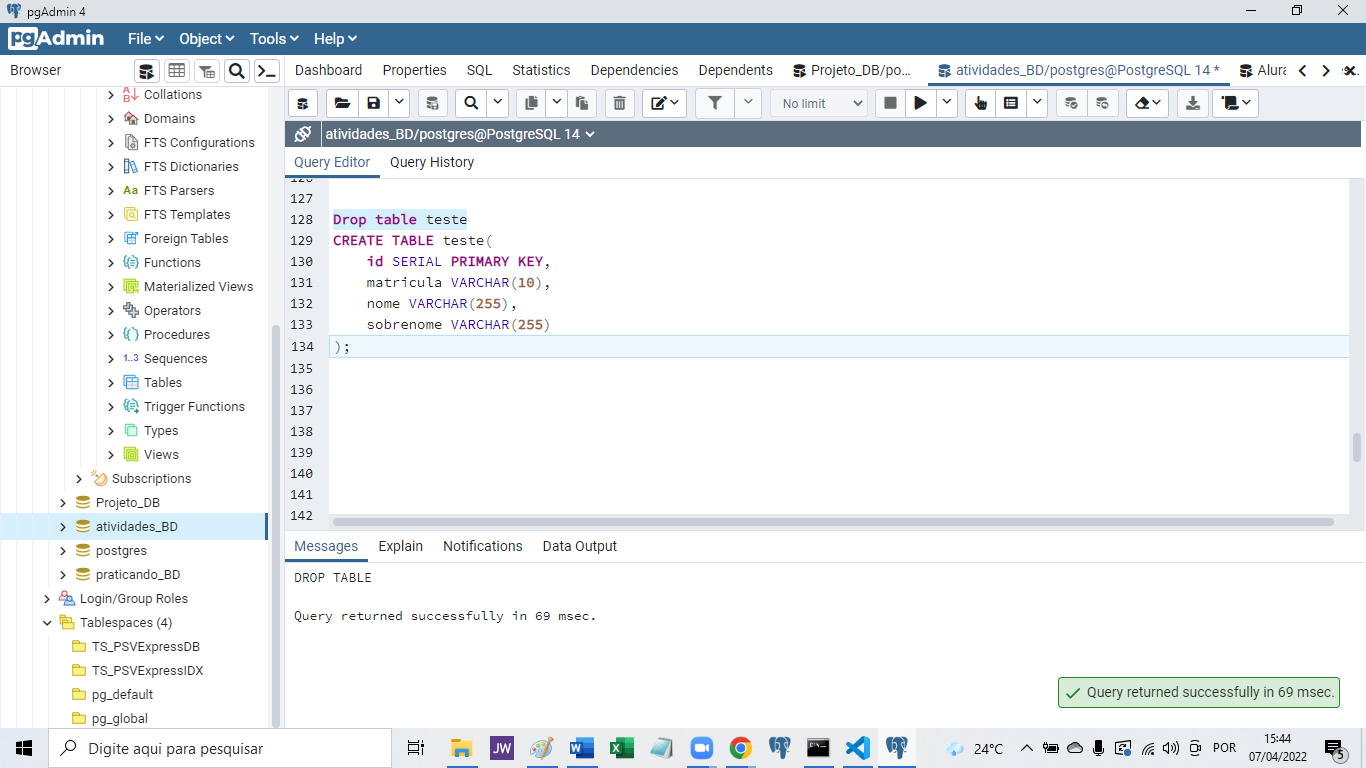 pgAdmin 4
pgAdmin File Object Tools Help
Browser
Dashboard Properties SQL Statistics Dependencies Dependents Projeto_DB/po... atividades_BD/postgres@PostgreSQL 14 * Alura
No limit
atividades_BD/postgres@PostgreSQL 14
Query Editor Query History
Collations
Domains
FTS Configurations
FTS Dictionaries
Aa FTS Parsers
FTS Templates
Foreign Tables
Functions
Materialized Views
Operators
Procedures
1..3 Sequences
Tables
Trigger Functions
Types
Views
Subscriptions
Projeto_DB
atividades_BD
postgres
praticando_BD
Login/Group Roles
Tablespaces (4)
TS_PSVExpressDB
TS_PSVExpressIDX
pg_default
pg_global
126
127
128 Drop table teste
129 CREATE TABLE teste(
130 id SERIAL PRIMARY KEY,
131 matricula VARCHAR(10),
132 nome VARCHAR(255),
133 sobrenome VARCHAR(255)
134 );
135
136
137
138
139
140
141
142
Messages Explain Notifications Data Output
DROP TABLE
Query returned successfully in 69 msec.
Query returned successfully in 69 msec.
Digite aqui para pesquisar
JW
24°C
POR
15:44
07/04/2022
5